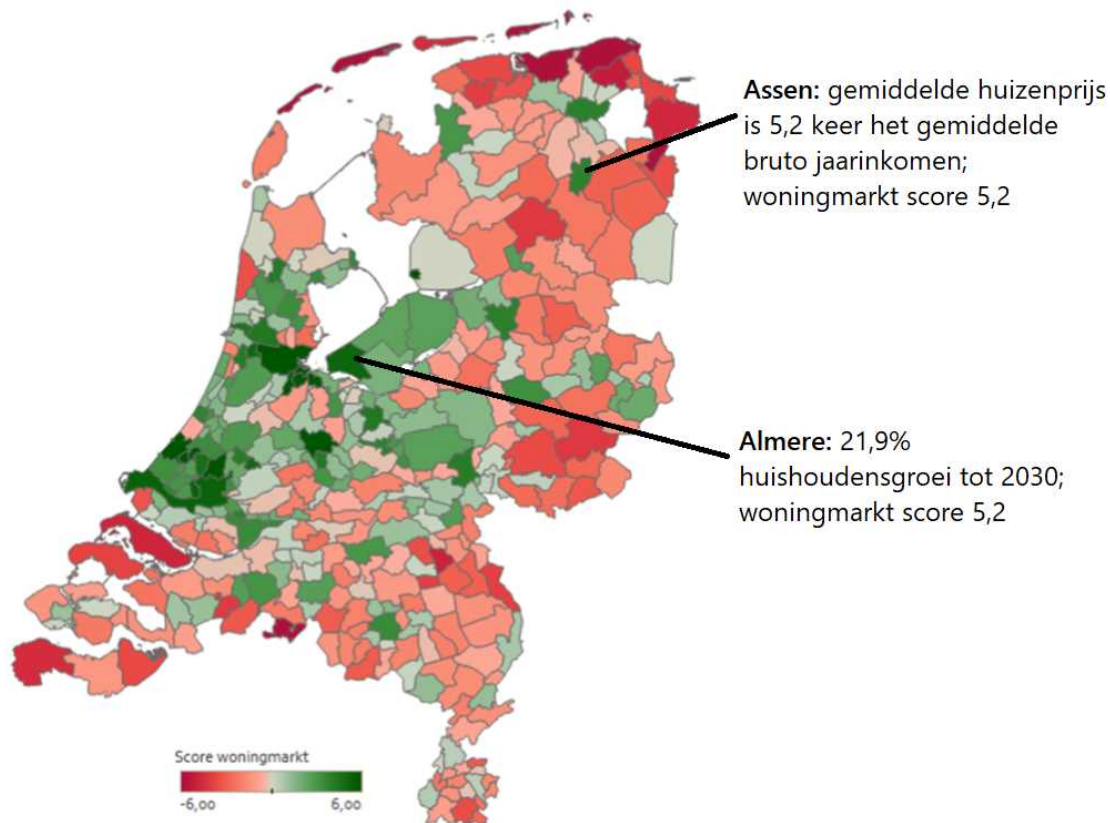 Assen: gemiddelde huizenprijs
is 5,2 keer het gemiddelde
bruto jaarinkomen;
woningmarkt score 5,2
Almere: 21,9%
huishoudensgroei tot 2030;
woningmarkt score 5,2
Score woningmarkt
-6,00 6,00